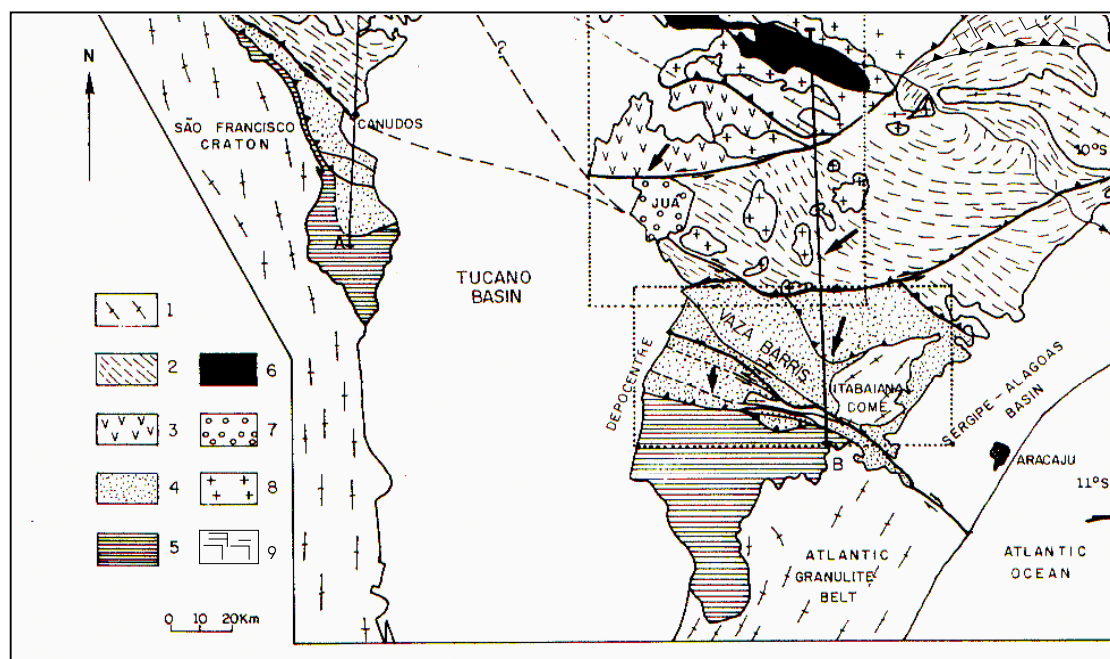 N
SÃO FRANCISCO
CRATON
CANUDOS
?
10°S
JUÁ
A
TUCANO
BASIN
VAZA BARRIS
DEPOCENTRE
ITABAIANA
DOME
SERGIPE-ALAGOAS
BASIN
ARACAJU
B
11°S
ATLANTIC
GRANULITE
BELT
ATLANTIC
OCEAN
1
2
6
3
7
4
8
5
9
0 10 20Km